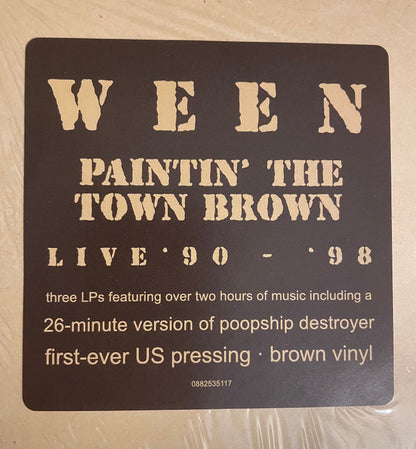 WEEN
PAINTIN' THE
TOWN BROWN
LIVE '90 - '98
three LPs featuring over two hours of music including a
26-minute version of poopship destroyer
first-ever US pressing · brown vinyl
0882535117